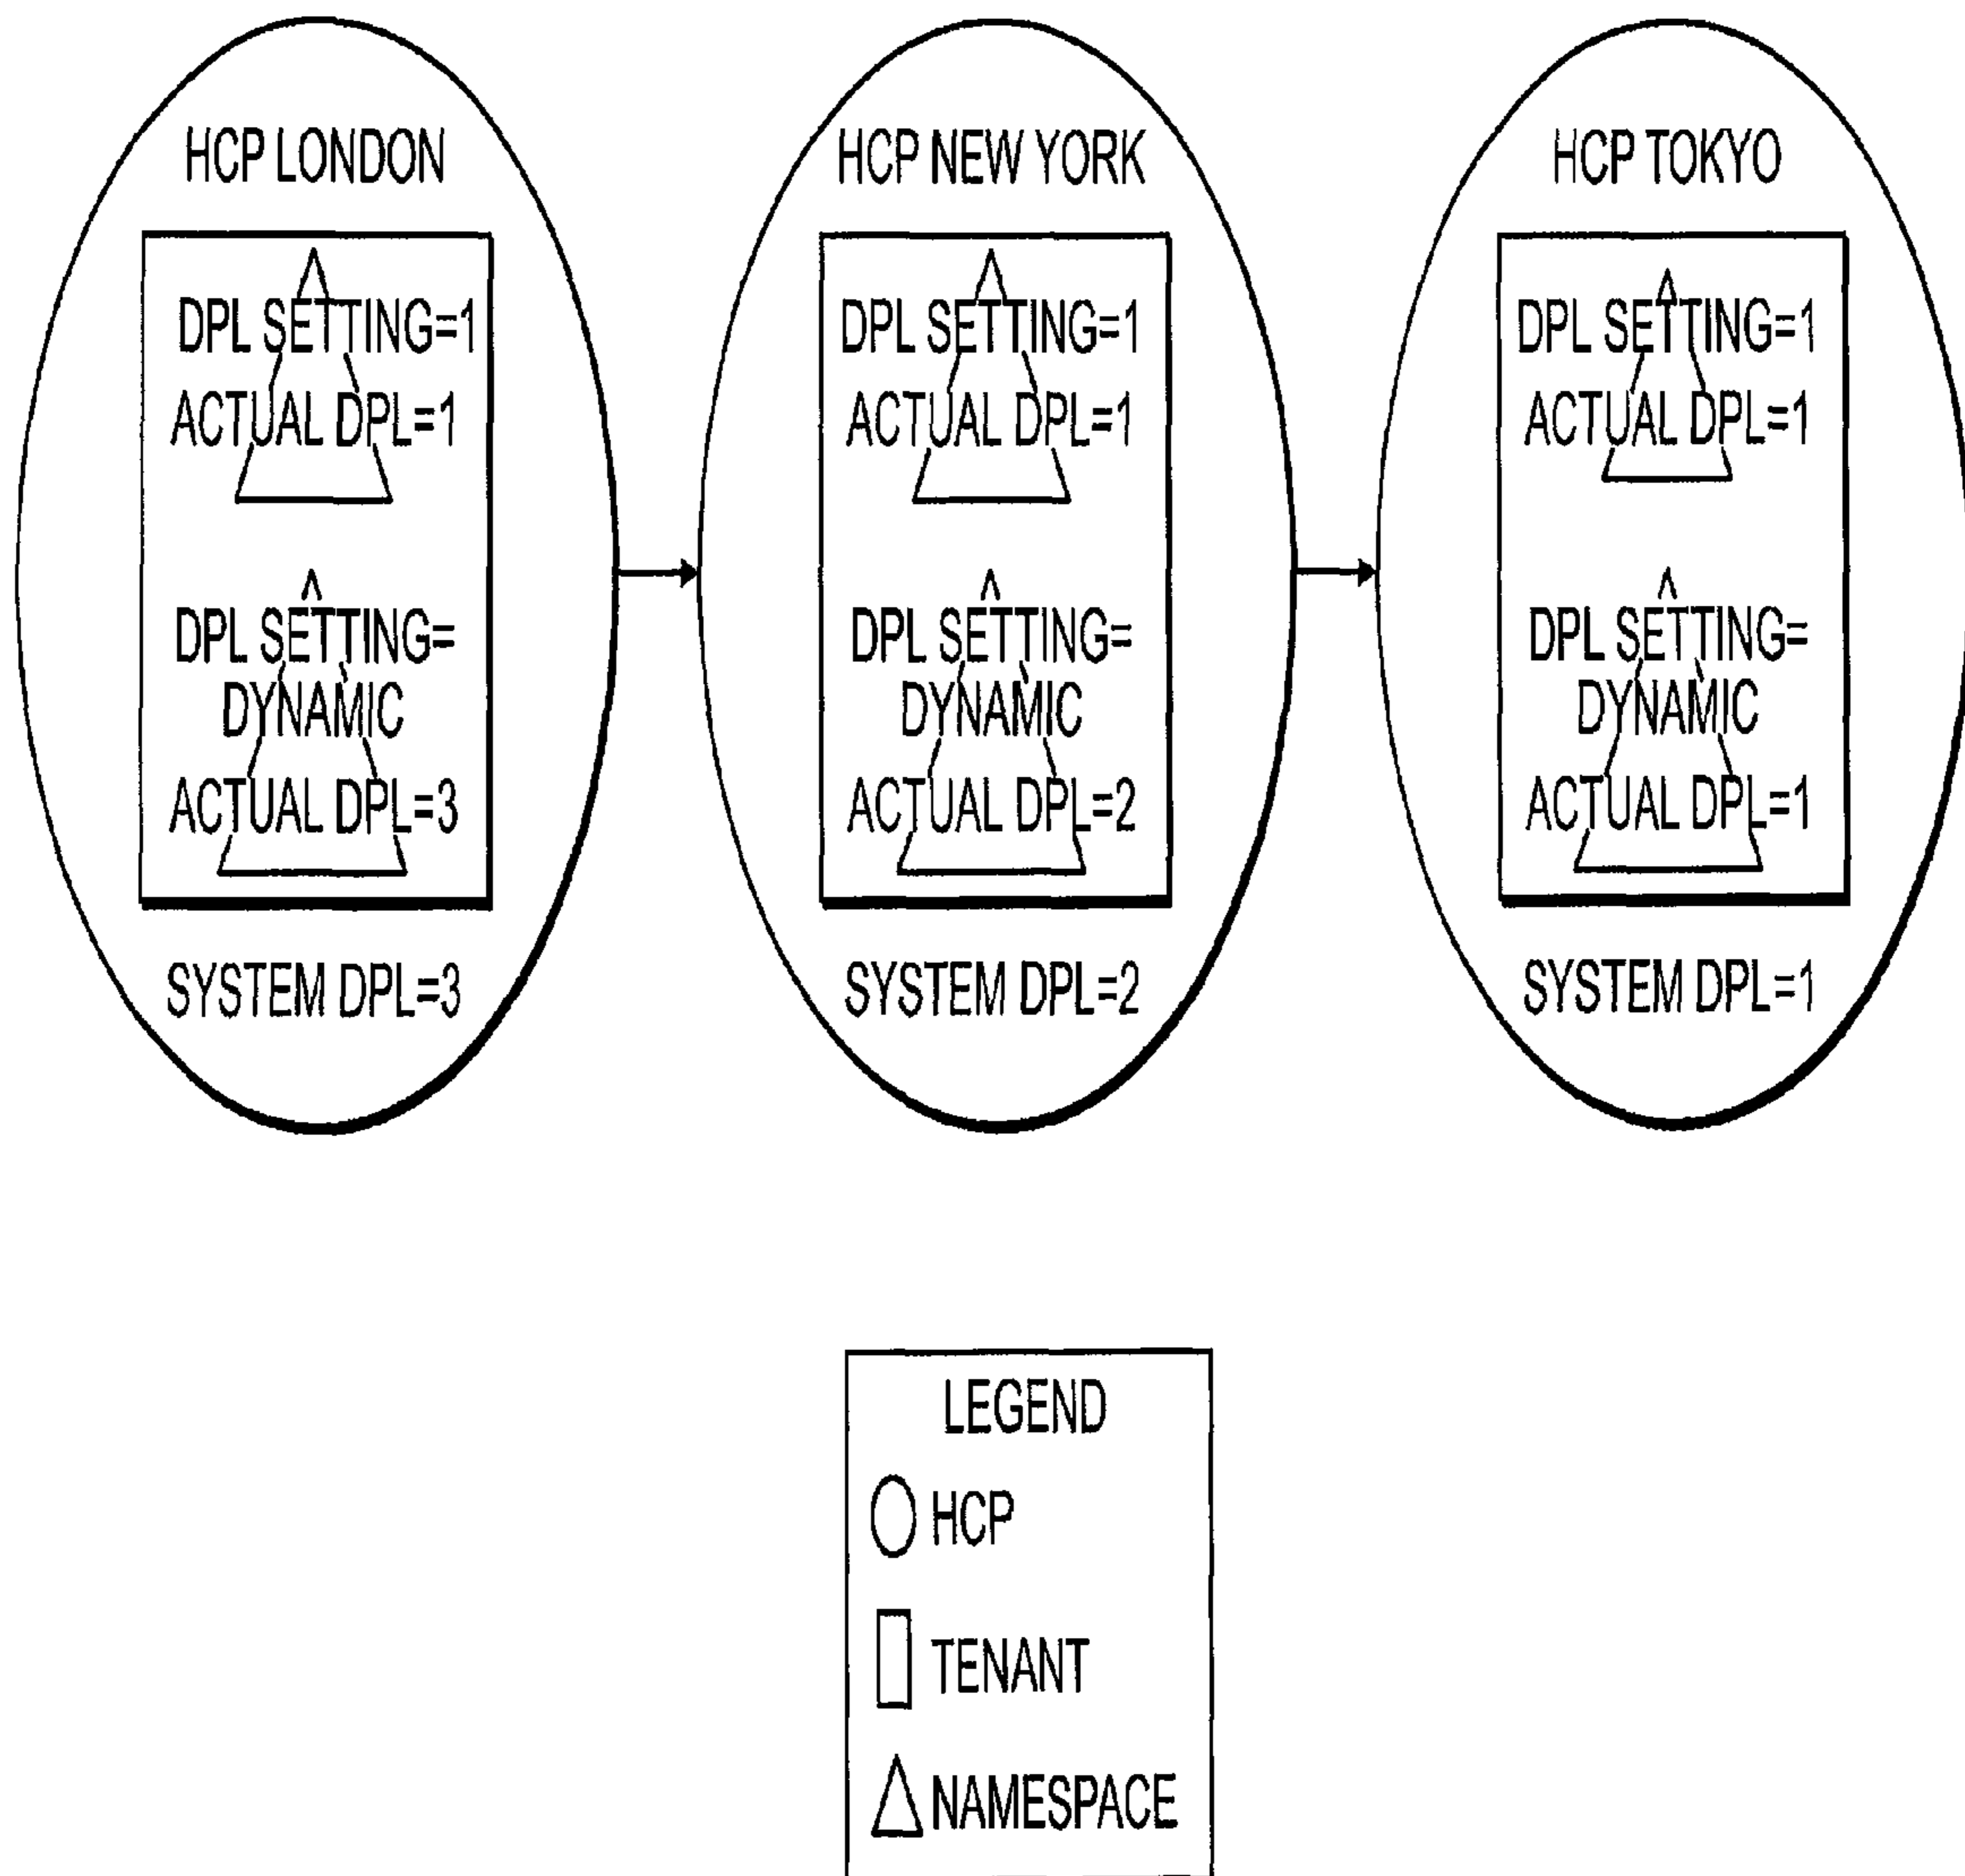 HCP LONDON
DPL SETTING=1
ACTUAL DPL=1
DPL SETTING=
DYNAMIC
ACTUAL DPL=3
SYSTEM DPL=3
HCP NEW YORK
DPL SETTING=1
ACTUAL DPL=1
DPL SETTING=
DYNAMIC
ACTUAL DPL=2
SYSTEM DPL=2
HCP TOKYO
DPL SETTING=1
ACTUAL DPL=1
DPL SETTING=
DYNAMIC
ACTUAL DPL=1
SYSTEM DPL=1
LEGEND
HCP
TENANT
NAMESPACE